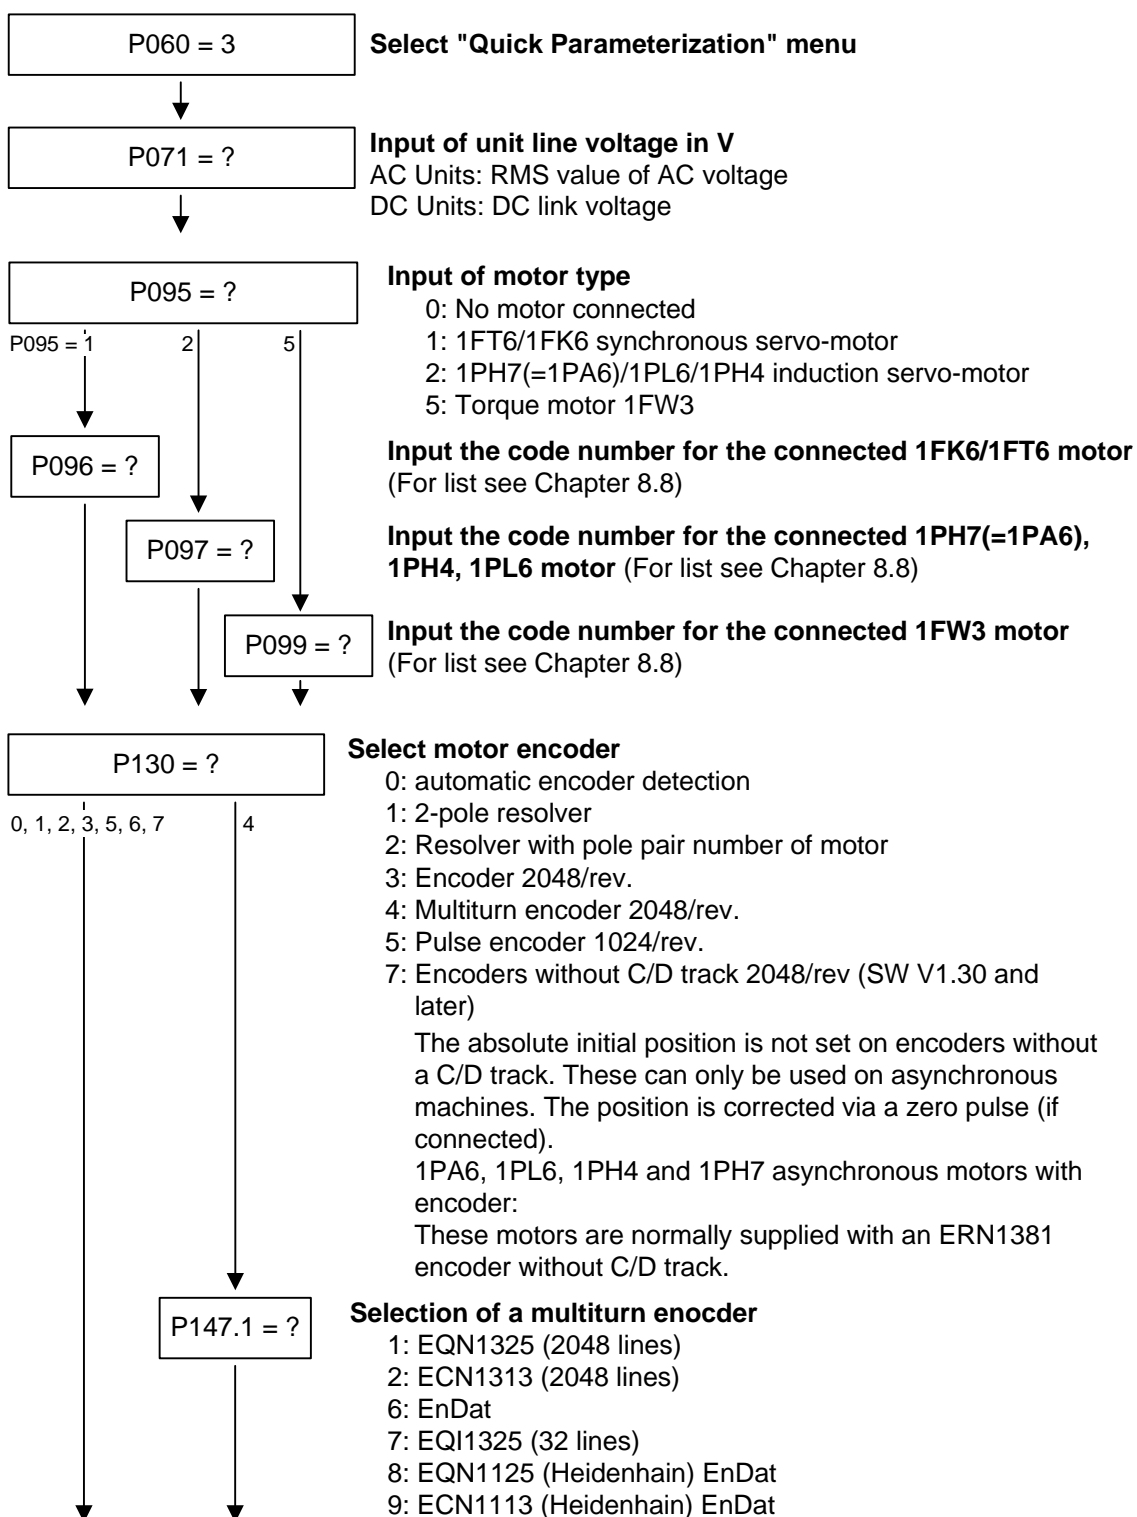 P060 = 3
Select "Quick Parameterization" menu
P071 = ?
Input of unit line voltage in V
AC Units: RMS value of AC voltage
DC Units: DC link voltage
P095 = ?
Input of motor type
0: No motor connected
1: 1FT6/1FK6 synchronous servo-motor
2: 1PH7(=1PA6)/1PL6/1PH4 induction servo-motor
5: Torque motor 1FW3
P095 = 1
2
5
P096 = ?
Input the code number for the connected 1FK6/1FT6 motor
(For list see Chapter 8.8)
P097 = ?
Input the code number for the connected 1PH7(=1PA6),
1PH4, 1PL6 motor (For list see Chapter 8.8)
P099 = ?
Input the code number for the connected 1FW3 motor
(For list see Chapter 8.8)
P130 = ?
Select motor encoder
0: automatic encoder detection
1: 2-pole resolver
2: Resolver with pole pair number of motor
3: Encoder 2048/rev.
4: Multiturn encoder 2048/rev.
5: Pulse encoder 1024/rev.
7: Encoders without C/D track 2048/rev (SW V1.30 and
later)
The absolute initial position is not set on encoders without
a C/D track. These can only be used on asynchronous
machines. The position is corrected via a zero pulse (if
connected).
1PA6, 1PL6, 1PH4 and 1PH7 asynchronous motors with
encoder:
These motors are normally supplied with an ERN1381
encoder without C/D track.
0, 1, 2, 3, 5, 6, 7
4
P147.1 = ?
Selection of a multiturn enocder
1: EQN1325 (2048 lines)
2: ECN1313 (2048 lines)
6: EnDat
7: EQI1325 (32 lines)
8: EQN1125 (Heidenhain) EnDat
9: ECN1113 (Heidenhain) EnDat